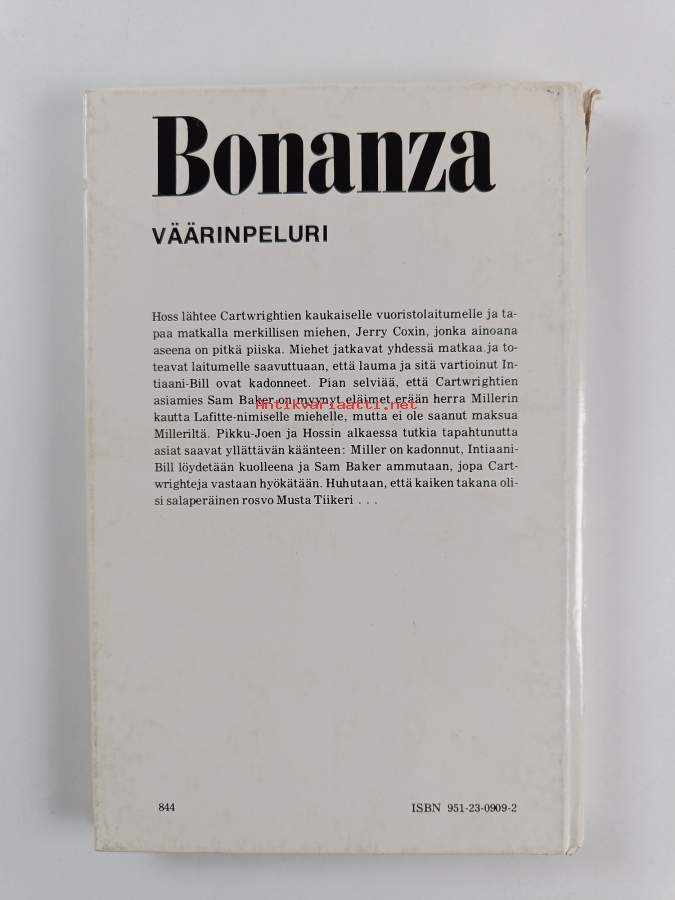 Bonanza
VÄÄRINPELURI
Hoss lähtee Cartwrightien kaukaiselle vuoristolaitumelle ja ta-
paa matkalla merkillisen miehen, Jerry Coxin, jonka ainoana
aseena on pitkä piiska. Miehet jatkavat yhdessä matkaa ja to-
teavat laitumelle saavuttuaan, että lauma ja sitä vartioinut In-
tiaani-Bill ovat kadonneet. Pian selviää, että Cartwrightien
asiamies Sam Baker on myynyt eläimet erään herra Millerin
Antikvariaatti.net
kautta Lafitte-nimiselle miehelle, mutta ei ole saanut maksua
Milleriltä. Pikku-Joen ja Hossin alkaessa tutkia tapahtunutta
asiat saavat yllättävän käänteen: Miller on kadonnut, Intiaani-
Bill löydetään kuolleena ja Sam Baker ammutaan, jopa Cart-
wrighteja vastaan hyökätään. Huhutaan, että kaiken takana oli-
si salaperäinen rosvo Musta Tiikeri . . .
844
ISBN 951-23-0909-2